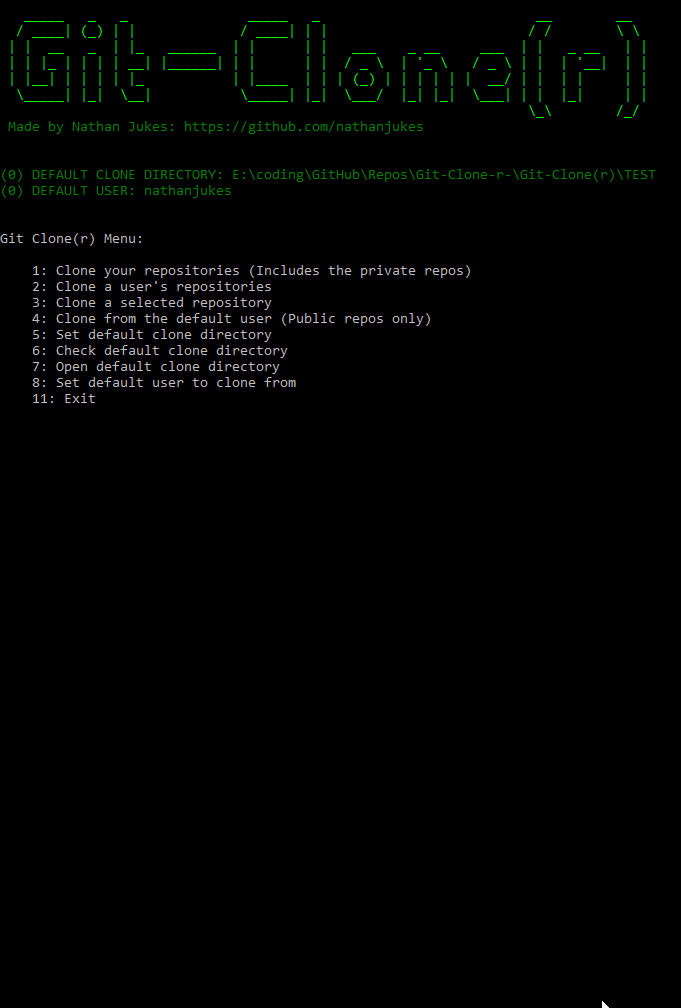 Git-Clone(r)
Made by Nathan Jukes: https://github.com/nathanjukes
(0) DEFAULT CLONE DIRECTORY: E:\coding\GitHub\Repos\Git-Clone-r-\Git-Clone(r)\TEST
(0) DEFAULT USER: nathanjukes
Git Clone(r) Menu:
1: Clone your repositories (Includes the private repos)
2: Clone a user's repositories
3: Clone a selected repository
4: Clone from the default user (Public repos only)
5: Set default clone directory
6: Check default clone directory
7: Open default clone directory
8: Set default user to clone from
11: Exit